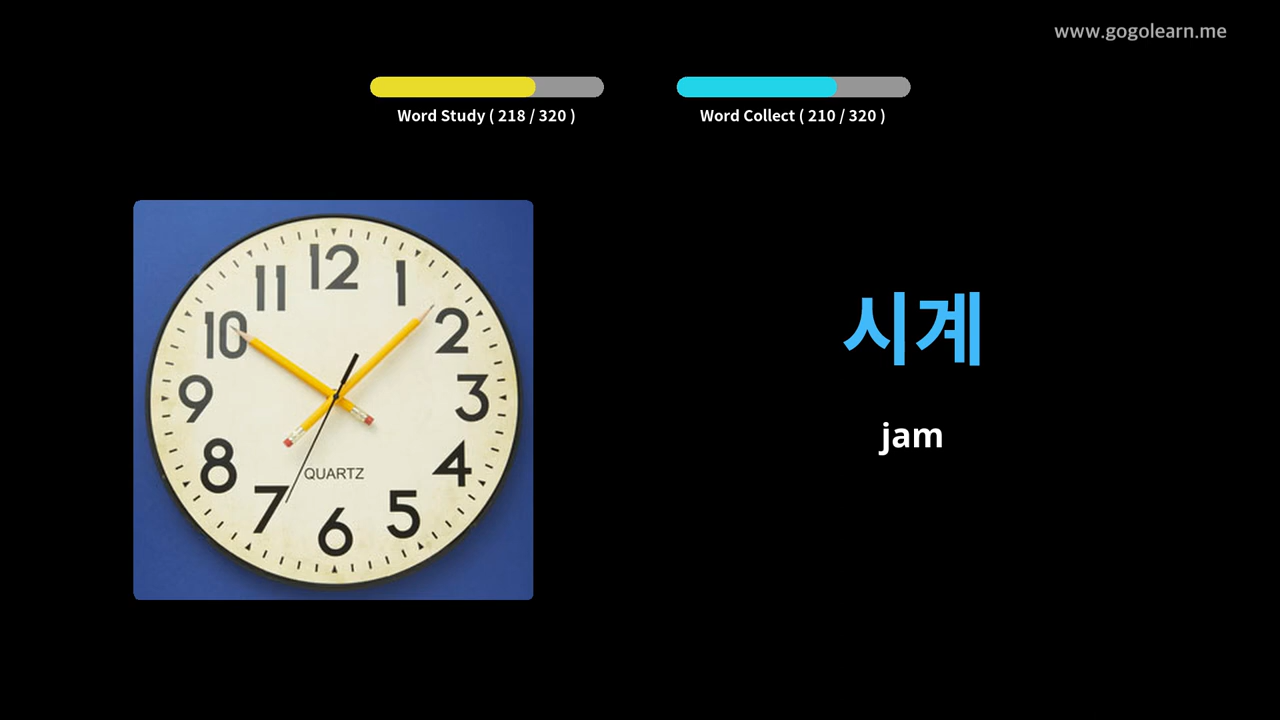 www.gogolearn.me
Word Study ( 218 / 320 )
Word Collect ( 210 / 320 )
12
11
1
10
2
9
3
8
4
7
5
6
QUARTZ
시계
jam